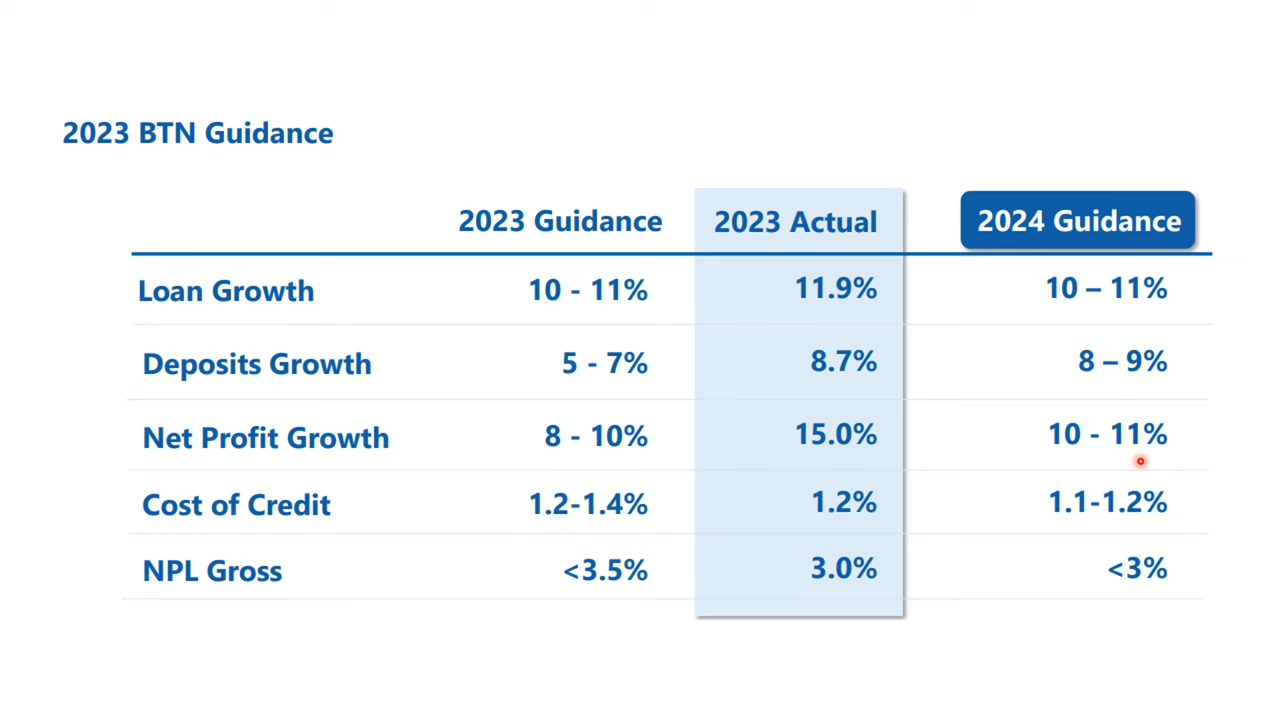 2023 BTN Guidance
2023 Guidance 2023 Actual 2024 Guidance
Loan Growth 10 - 11% 11.9% 10 – 11%
Deposits Growth 5 - 7% 8.7% 8 – 9%
Net Profit Growth 8 - 10% 15.0% 10 - 11%
Cost of Credit 1.2-1.4% 1.2% 1.1-1.2%
NPL Gross <3.5% 3.0% <3%